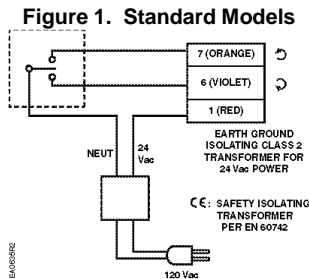 Figure 1. Standard Models
7 (ORANGE)
6 (VIOLET)
1 (RED)
NEUT
24
Vac
EARTH GROUND
ISOLATING CLASS 2
TRANSFORMER FOR
24 Vac POWER
CE: SAFETY ISOLATING
TRANSFORMER
PER EN 60742
120 Vac
EA0635R2